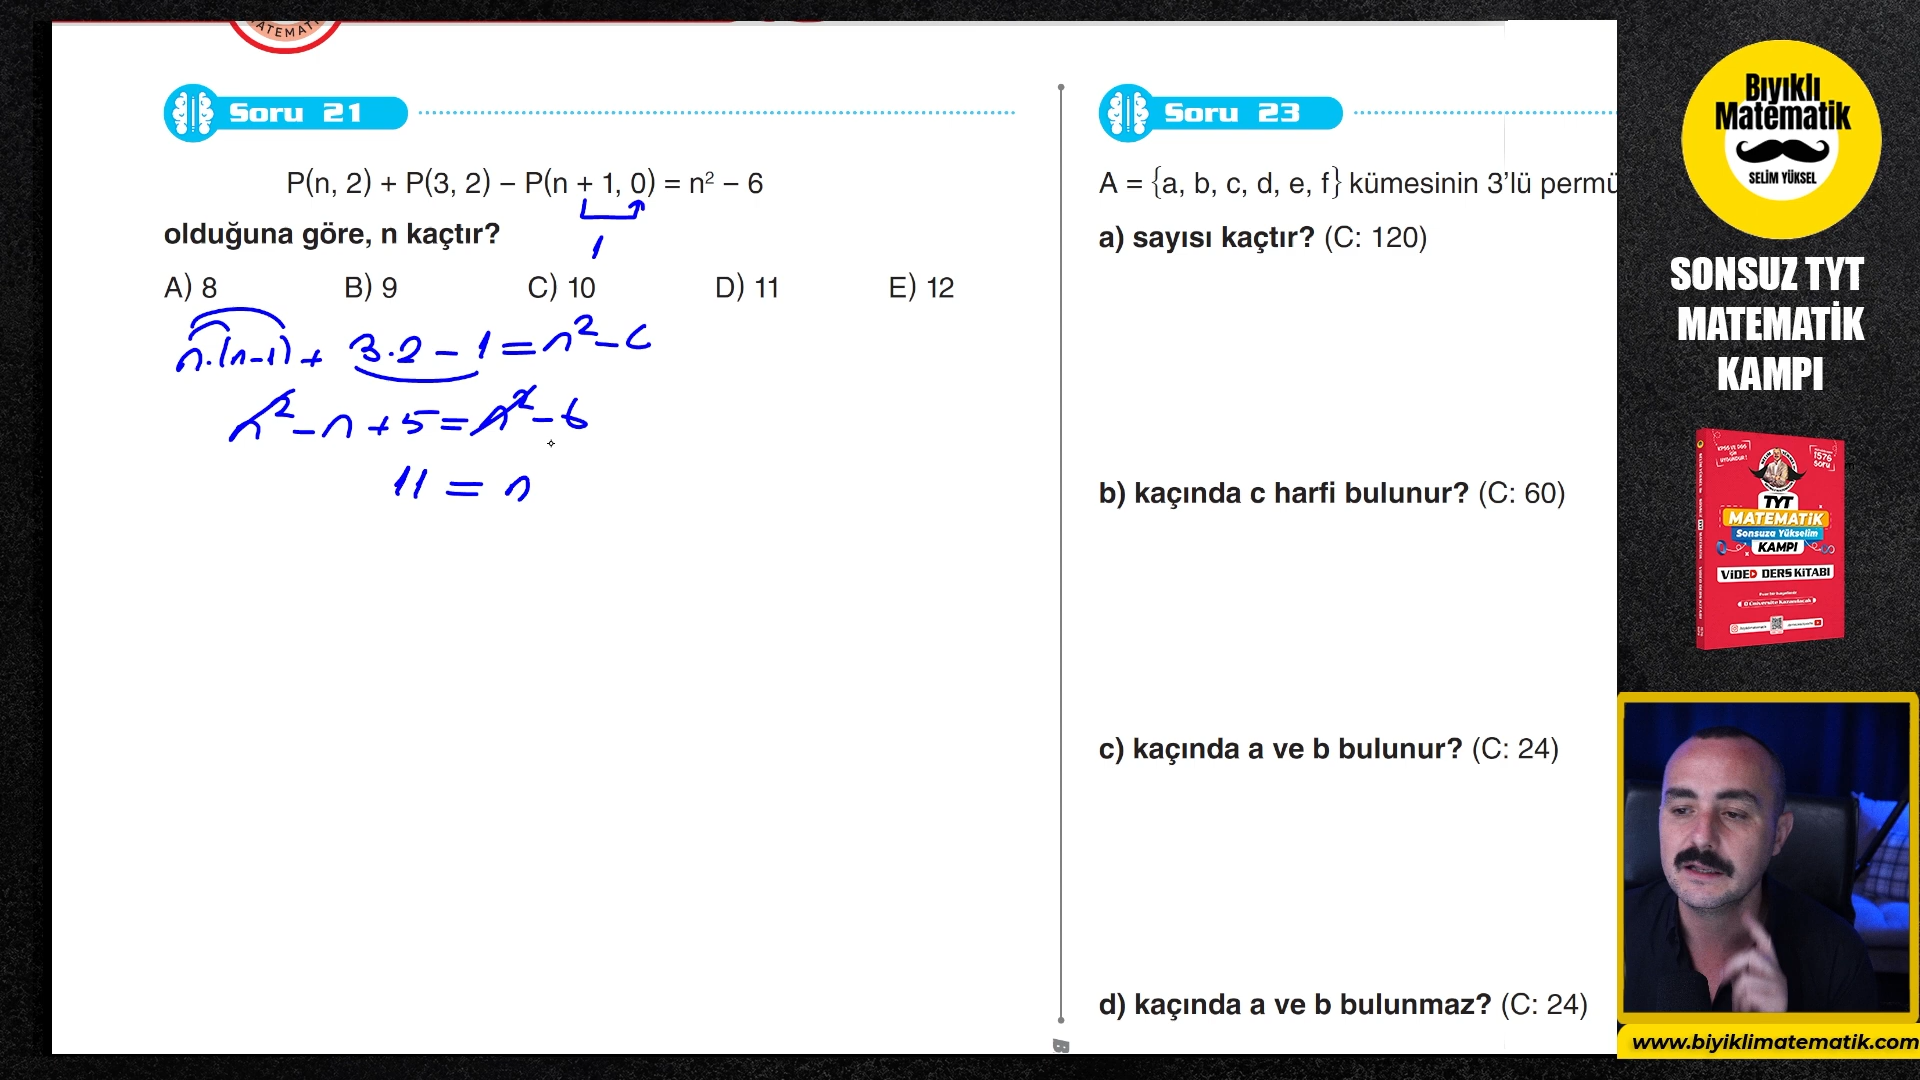 ATEMAT
Soru 21
P(n, 2) + P(3, 2) – P(n + 1, 0) = n² – 6
1
olduğuna göre, n kaçtır?
A) 8 B) 9 C) 10 D) 11 E) 12
n.(n-1) + 3.2 - 1 = n² - 6
n² - n + 5 = n² - 6
11 = n
Soru 23
A = {a, b, c, d, e, f} kümesinin 3’lü permü
a) sayısı kaçtır? (C: 120)
b) kaçında c harfi bulunur? (C: 60)
c) kaçında a ve b bulunur? (C: 24)
d) kaçında a ve b bulunmaz? (C: 24)
Bıyıklı
Matematik
SELİM YÜKSEL
SONSUZ TYT
MATEMATİK
KAMPI
1576
soru
TYT
MATEMATİK
Sonsuza Yükselim
KAMPI
VİDEO DERS KİTABI
www.biyiklimatematik.com